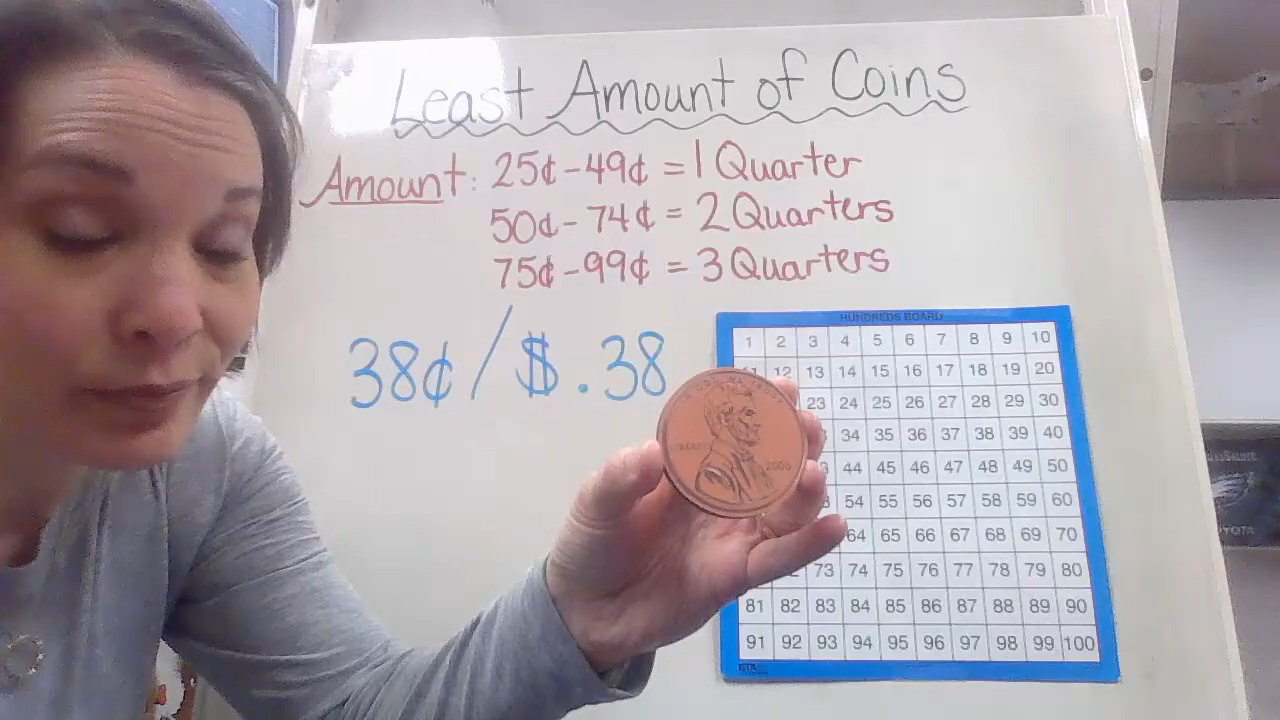 Least Amount of Coins
Amount: 25¢-49¢ = 1 Quarter
50¢-74¢ = 2 Quarters
75¢-99¢ = 3 Quarters
38¢ / $.38
HUNDREDS BOARD
1 2 3 4 5 6 7 8 9 10
11 12 13 14 15 16 17 18 19 20
23 24 25 26 27 28 29 30
34 35 36 37 38 39 40
44 45 46 47 48 49 50
54 55 56 57 58 59 60
64 65 66 67 68 69 70
73 74 75 76 77 78 79 80
81 82 83 84 85 86 87 88 89 90
91 92 93 94 95 96 97 98 99 100
LIBERTY
2006
ETA